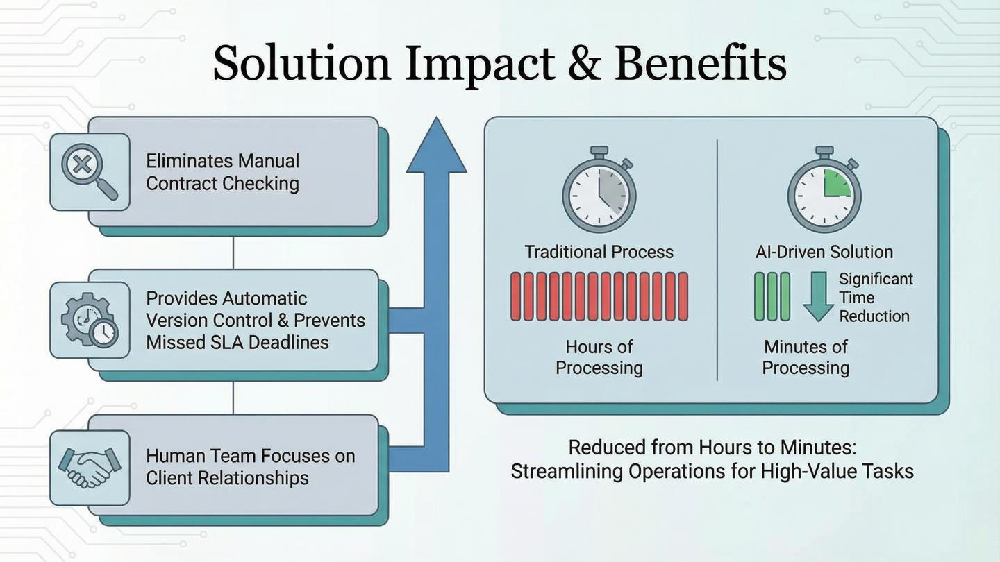 Solution Impact & Benefits
Eliminates Manual
Contract Checking
Provides Automatic
Version Control & Prevents
Missed SLA Deadlines
Human Team Focuses on
Client Relationships
Traditional Process
Hours of
Processing
AI-Driven Solution
Significant
Time
Reduction
Minutes of
Processing
Reduced from Hours to Minutes:
Streamlining Operations for High-Value Tasks